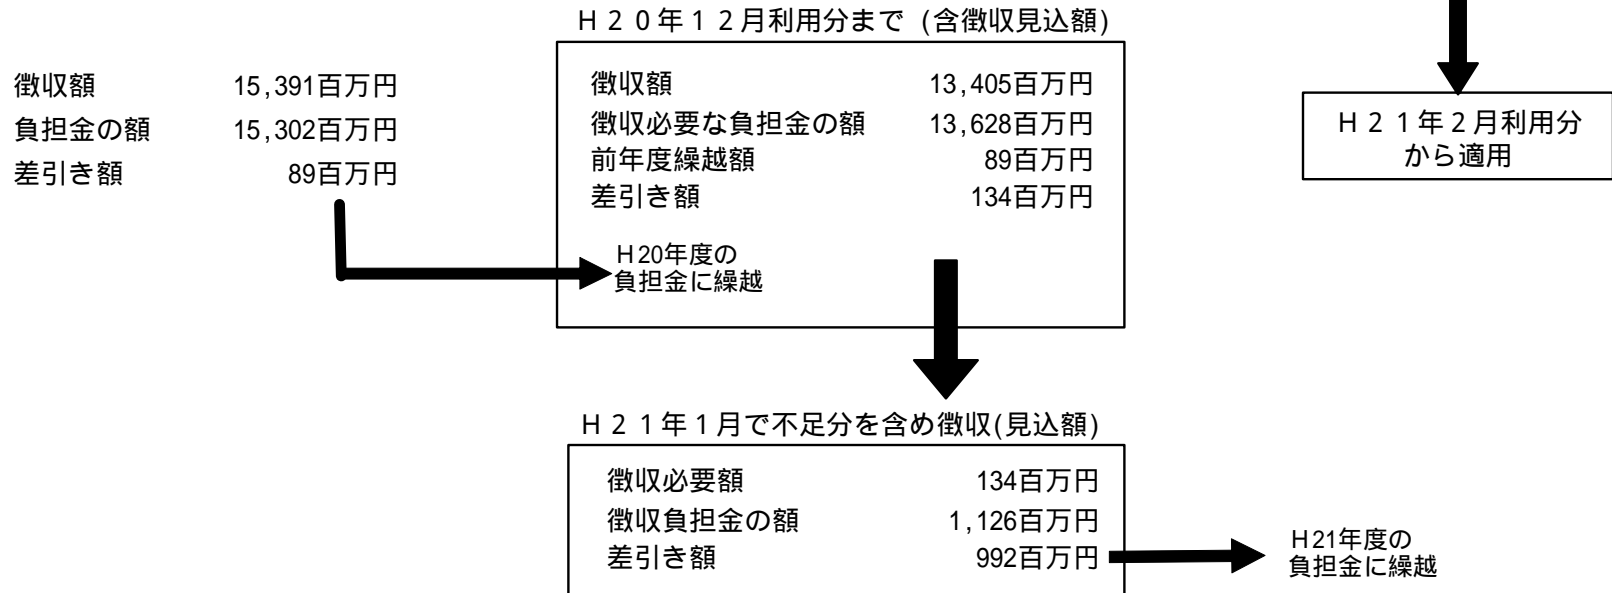 H20年12月利用分まで (含徴収見込額)
徴収額 15,391百万円
負担金の額 15,302百万円
差引き額 89百万円
徴収額 13,405百万円
徴収必要な負担金の額 13,628百万円
前年度繰越額 89百万円
差引き額 134百万円
H20年度の
負担金に繰越
H21年2月利用分
から適用
H21年1月で不足分を含め徴収(見込額)
徴収必要額 134百万円
徴収負担金の額 1,126百万円
差引き額 992百万円
H21年度の
負担金に繰越